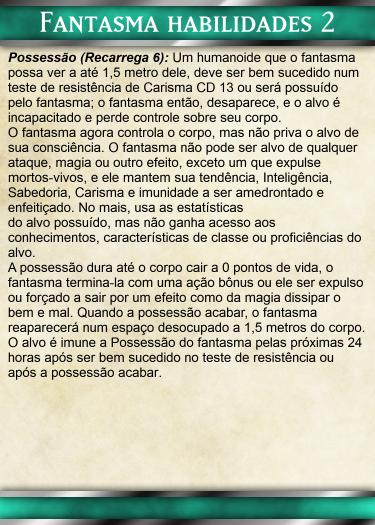 Fantasma habilidades 2
Possessão (Recarrega 6): Um humanoide que o fantasma
possa ver a até 1,5 metro dele, deve ser bem sucedido num
teste de resistência de Carisma CD 13 ou será possuído
pelo fantasma; o fantasma então, desaparece, e o alvo é
incapacitado e perde controle sobre seu corpo.
O fantasma agora controla o corpo, mas não priva o alvo de
sua consciência. O fantasma não pode ser alvo de qualquer
ataque, magia ou outro efeito, exceto um que expulse
mortos-vivos, e ele mantem sua tendência, Inteligência,
Sabedoria, Carisma e imunidade a ser amedrontado e
enfeitiçado. No mais, usa as estatísticas
do alvo possuído, mas não ganha acesso aos
conhecimentos, características de classe ou proficiências do
alvo.
A possessão dura até o corpo cair a 0 pontos de vida, o
fantasma termina-la com uma ação bônus ou ele ser expulso
ou forçado a sair por um efeito como da magia dissipar o
bem e mal. Quando a possessão acabar, o fantasma
reaparecerá num espaço desocupado a 1,5 metros do corpo.
O alvo é imune a Possessão do fantasma pelas próximas 24
horas após ser bem sucedido no teste de resistência ou
após a possessão acabar.